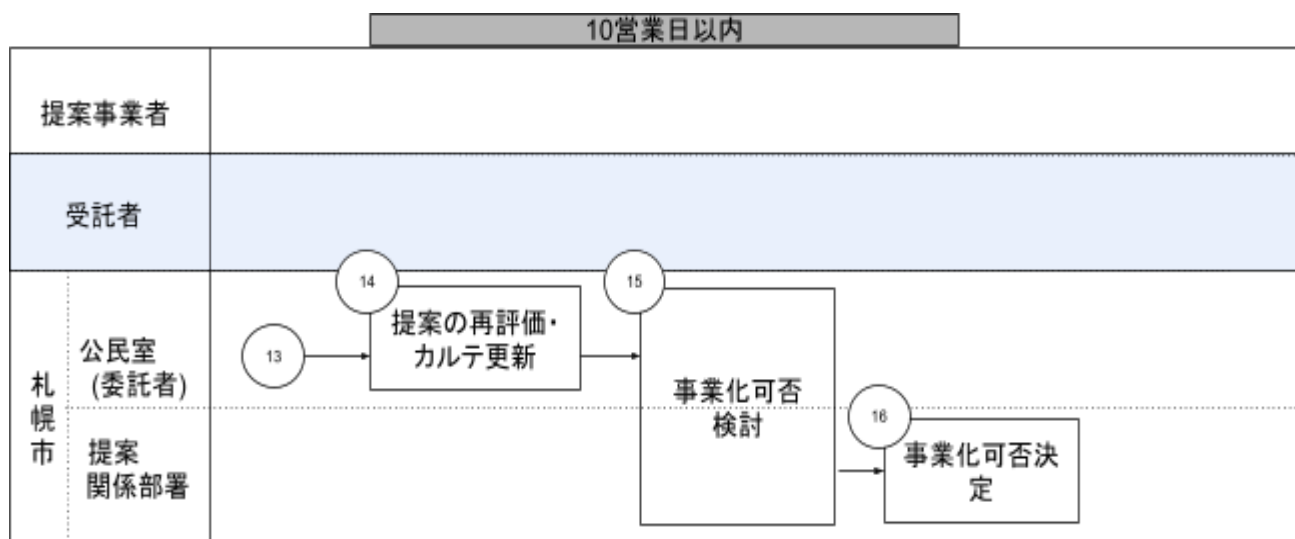 10営業日以内
提案事業者
受託者
札
幌
市
公民室
(委託者)
提案
関係部署
13
14
提案の再評価・
カルテ更新
15
事業化可否
検討
16
事業化可否決
定